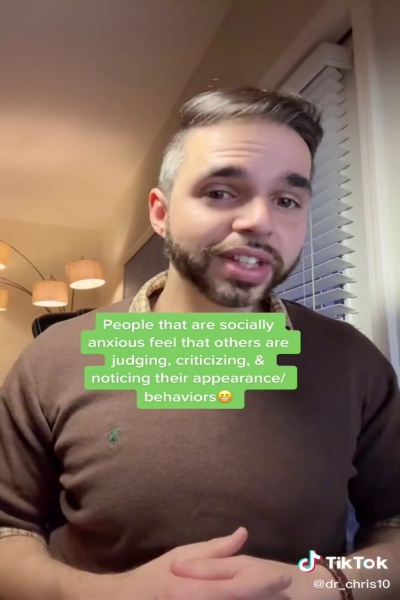 People that are socially
anxious feel that others are
judging, criticizing, &
noticing their appearance/
behaviors😬
TikTok
@dr_chris10